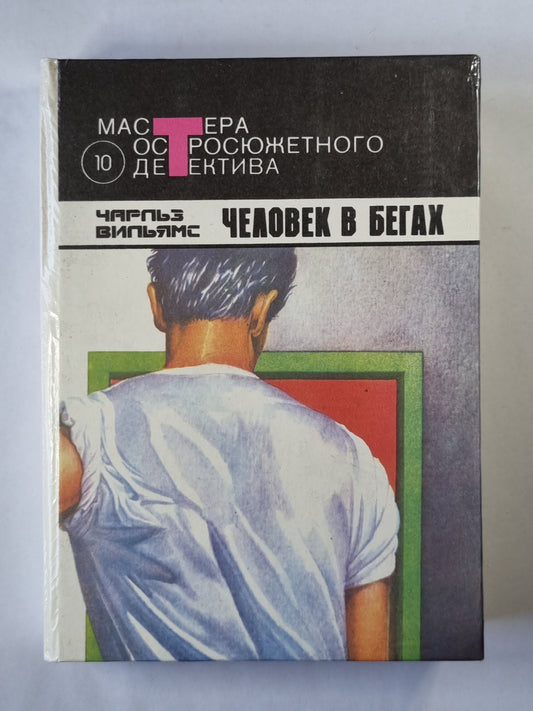 МАСТЕРА
10 ОСТРОСЮЖЕТНОГО
ДЕТЕКТИВА
ЧАРЛЬЗ
ВИЛЬЯМС
ЧЕЛОВЕК В БЕГАХ